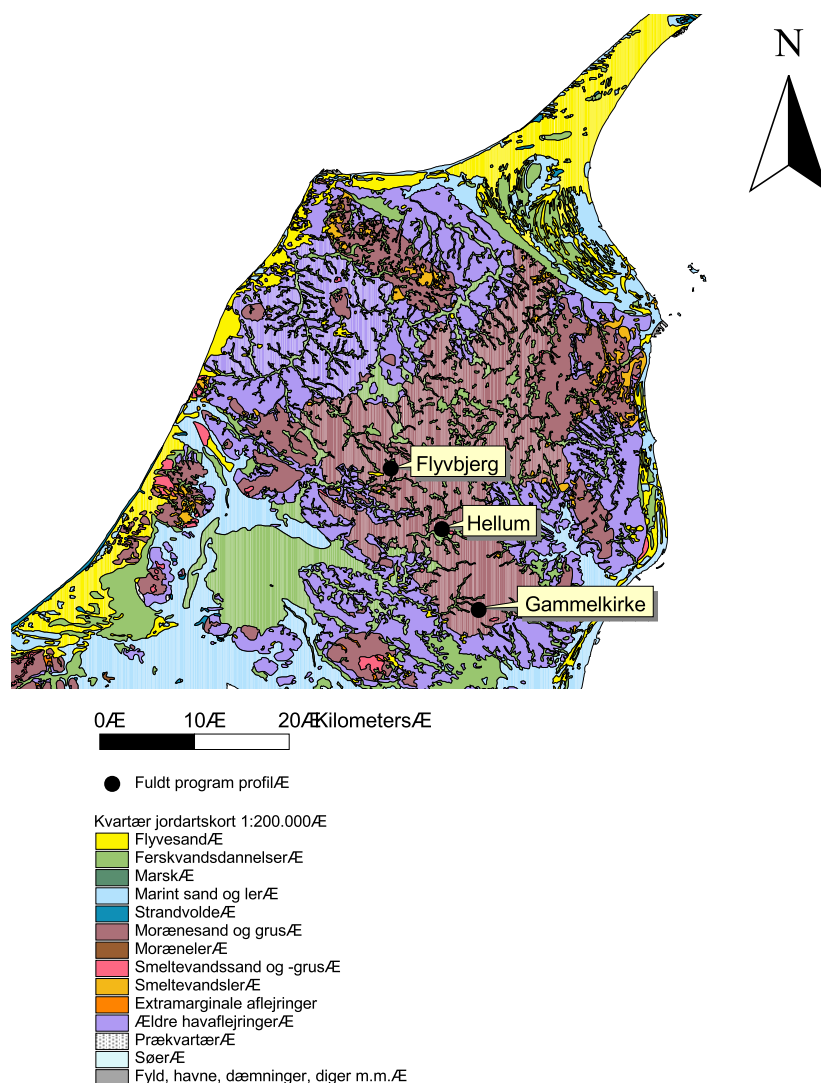 N
Flyvbjerg
Hellum
Gammelkirke
0Æ 10Æ 20ÆKilometersÆ
Fuldt program profilÆ
Kvartær jordartskort 1:200.000Æ
FlyvesandÆ
FerskvandsdannelserÆ
MarskÆ
Marint sand og lerÆ
StrandvoldeÆ
Morænesand og grusÆ
MorænelerÆ
Smeltevandssand og -grusÆ
SmeltevandslerÆ
Extramarginale aflejringer
Ældre havaflejringerÆ
PrækvartærÆ
SøerÆ
Fyld, havne, dæmninger, diger m.m.Æ